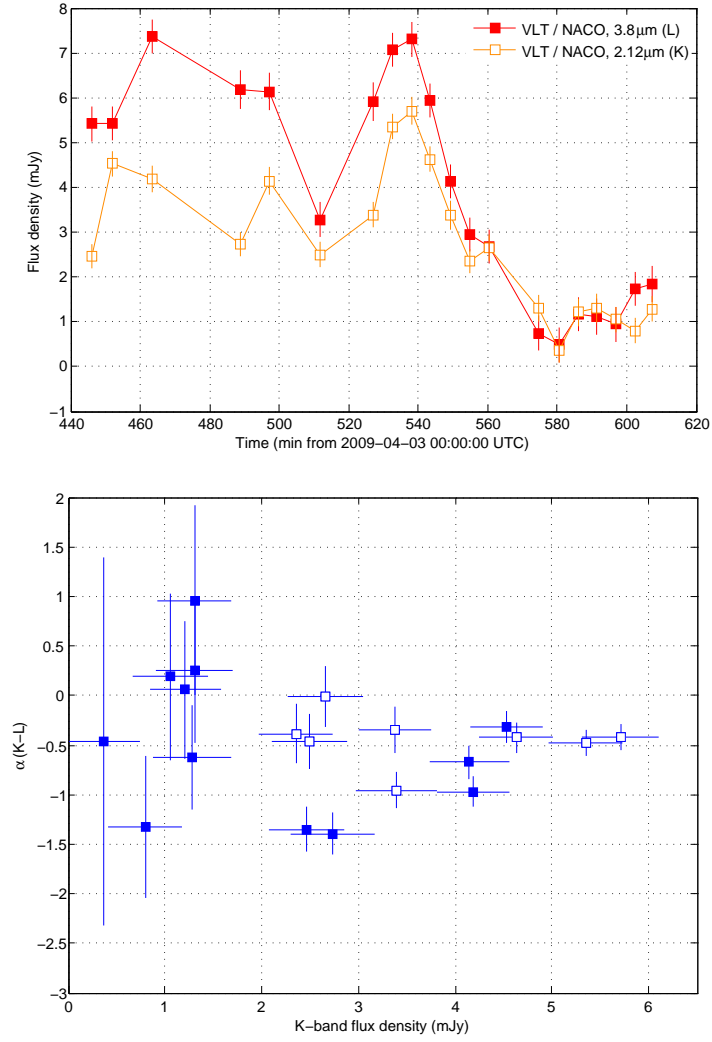 8
7
6
5
4
3
2
1
0
−1
Flux density (mJy)
VLT / NACO, 3.8μm (L)
VLT / NACO, 2.12μm (K)
440 460 480 500 520 540 560 580 600 620
Time (min from 2009−04−03 00:00:00 UTC)
2
1.5
1
0.5
0
−0.5
−1
−1.5
−2
−2.5
−3
α (K−L)
0 1 2 3 4 5 6
K−band flux density (mJy)